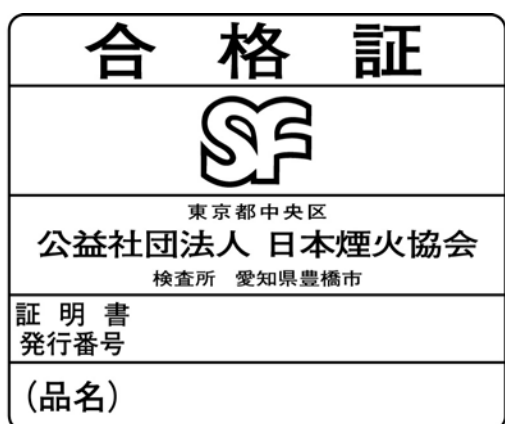 合格証
SF
東京都中央区
公益社団法人 日本煙火協会
検査所 愛知県豊橋市
証明書
発行番号
(品名)